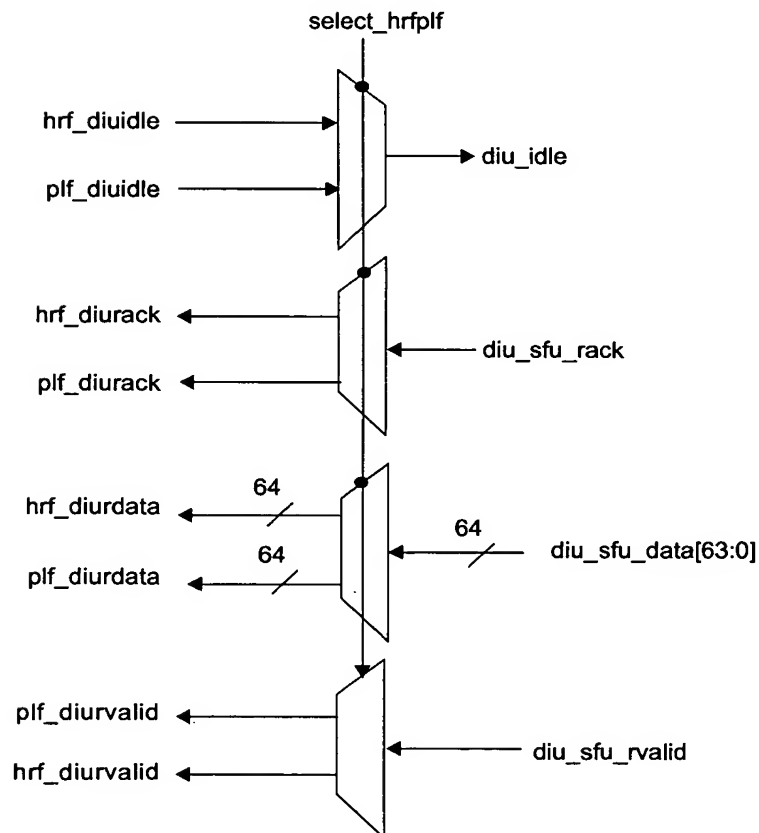 select_hrfplf
hrf_diuidle
diu_idle
plf_diuidle
hrf_diurack
diu_sfu_rack
plf_diurack
64
hrf_diurdata
64
diu_sfu_data[63:0]
64
plf_diurdata
plf_diurvalid
diu_sfu_rvalid
hrf_diurvalid